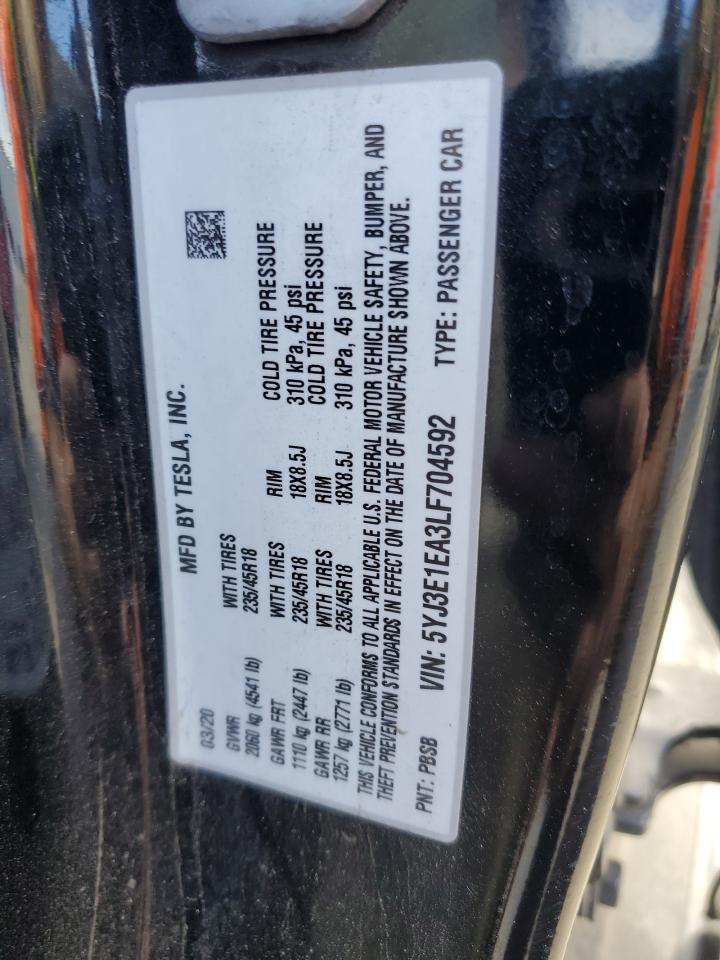 MFD BY TESLA, INC.
03/20
GVWR WITH TIRES
2060 kg (4541 lb) 235/45R18
GAWR FRT WITH TIRES RIM COLD TIRE PRESSURE
1110 kg (2447 lb) 235/45R18 18X8.5J 310 kPa, 45 psi
GAWR RR WITH TIRES RIM COLD TIRE PRESSURE
1257 kg (2771 lb) 235/45R18 18X8.5J 310 kPa, 45 psi
THIS VEHICLE CONFORMS TO ALL APPLICABLE U.S. FEDERAL MOTOR VEHICLE SAFETY, BUMPER, AND
THEFT PREVENTION STANDARDS IN EFFECT ON THE DATE OF MANUFACTURE SHOWN ABOVE.
PNT: PBSB VIN: 5YJ3E1EA3LF704592 TYPE: PASSENGER CAR